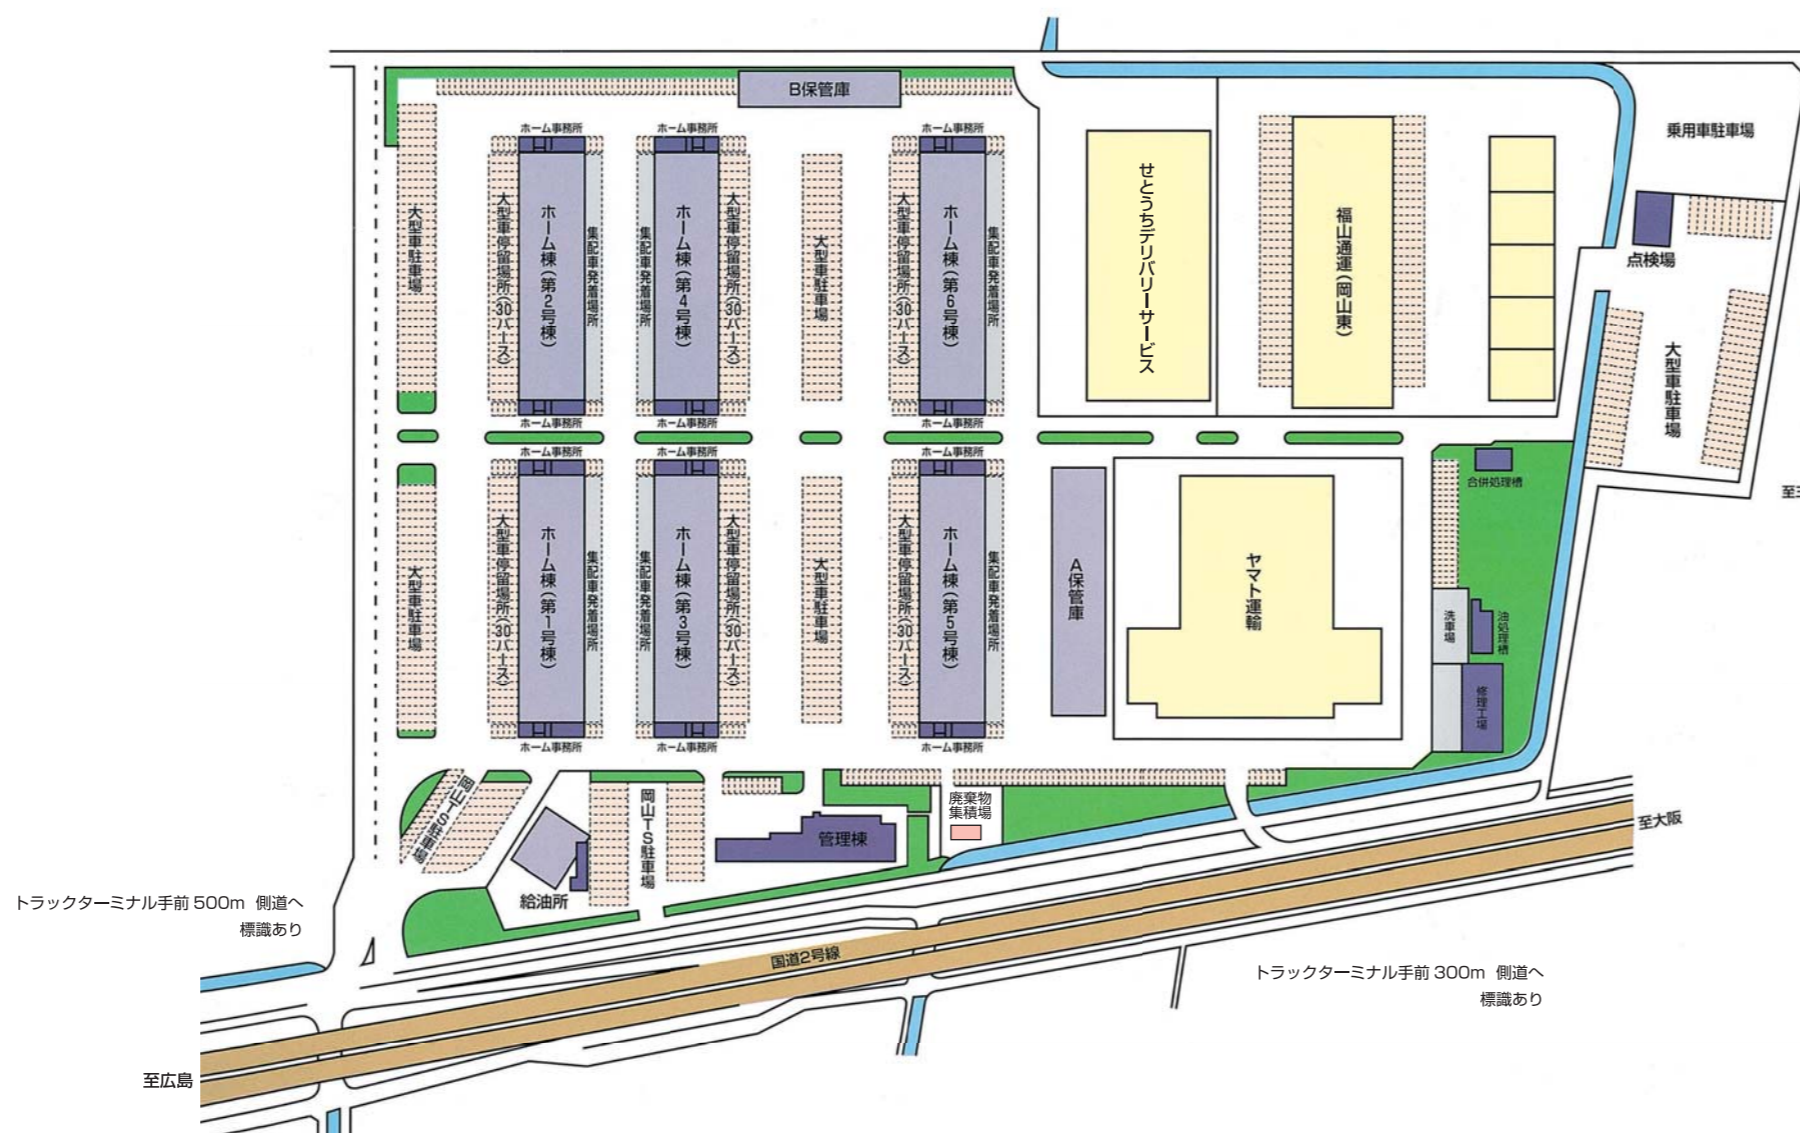 B保管庫
乗用車駐車場
ホーム事務所
ホーム事務所
ホーム事務所
大型車駐車場
大型車停留場所(30バース)
ホーム棟(第2号棟)
集配車発着場所
集配車発着場所
ホーム棟(第4号棟)
大型車停留場所(30バース)
大型車駐車場
大型車停留場所(30バース)
ホーム棟(第6号棟)
集配車発着場所
せとうちデリバリーサービス
福山通運(岡山東)
点検場
大型車駐車場
ホーム事務所
ホーム事務所
ホーム事務所
ホーム事務所
ホーム事務所
ホーム事務所
合併処理槽
大型車駐車場
大型車停留場所(30バース)
ホーム棟(第1号棟)
集配車発着場所
集配車発着場所
ホーム棟(第3号棟)
大型車停留場所(30バース)
大型車駐車場
大型車停留場所(30バース)
ホーム棟(第5号棟)
集配車発着場所
A保管庫
ヤマト運輸
洗車場
油処理槽
修理工場
ホーム事務所
ホーム事務所
ホーム事務所
岡山TS駐車場
給油所
岡山TS駐車場
管理棟
廃棄物
集積場
至大阪
トラックターミナル手前500m 側道へ
標識あり
国道2号線
トラックターミナル手前300m 側道へ
標識あり
至広島